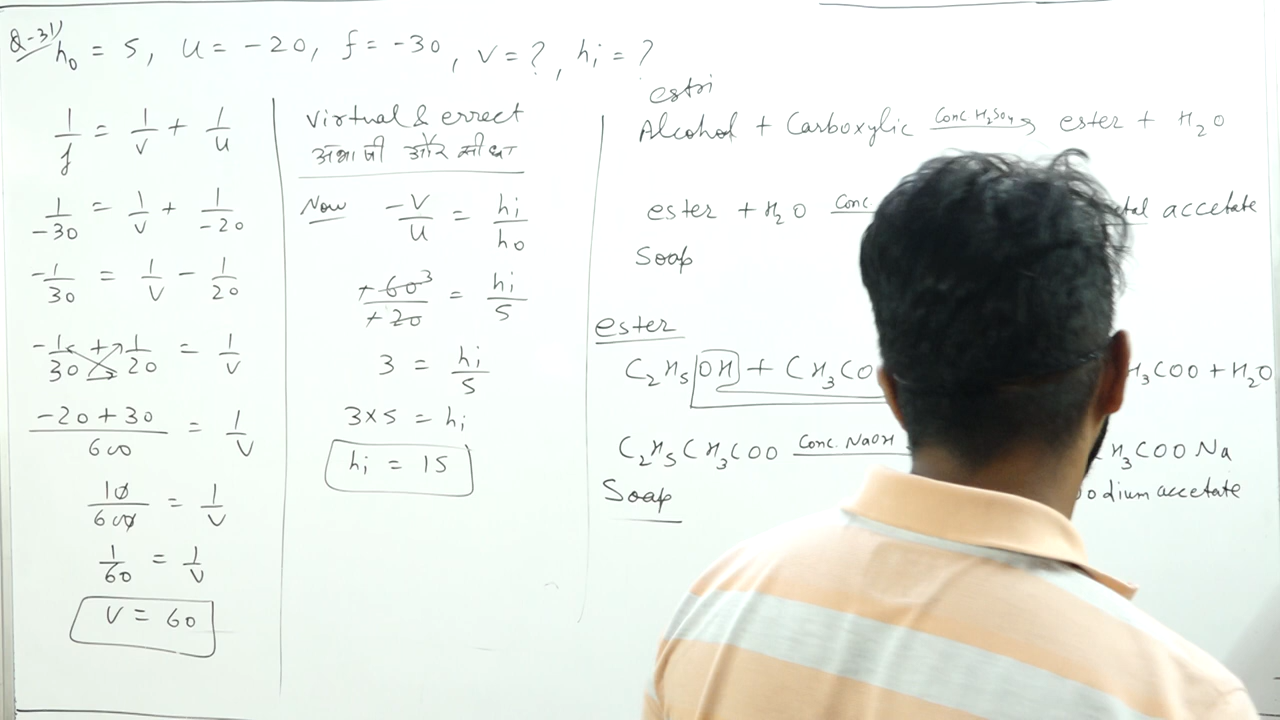 Q-31) h₀ = 5, u = -20, f = -30, v = ?, hi = ?
1/f = 1/v + 1/u
1/-30 = 1/v + 1/-20
-1/30 = 1/v - 1/20
-1/30 + 1/20 = 1/v
-20 + 30/600 = 1/v
10/600 = 1/v
1/60 = 1/v
v = 60
virtual & errect
और सीधा
Now -v/u = hi/h₀
+60 3/+20 = hi/5
3 = hi/5
3×5 = hi
hi = 15
estri
Alcohol + Carboxylic Conc H₂SO₄ → ester + H₂O
ester + H₂O Conc. accetate
Soap
ester
C₂H₅OH + CH₃CO H₃COO + H₂O
C₂H₅CH₃COO Conc. NaOH H₃COONa
Soap odium accetate